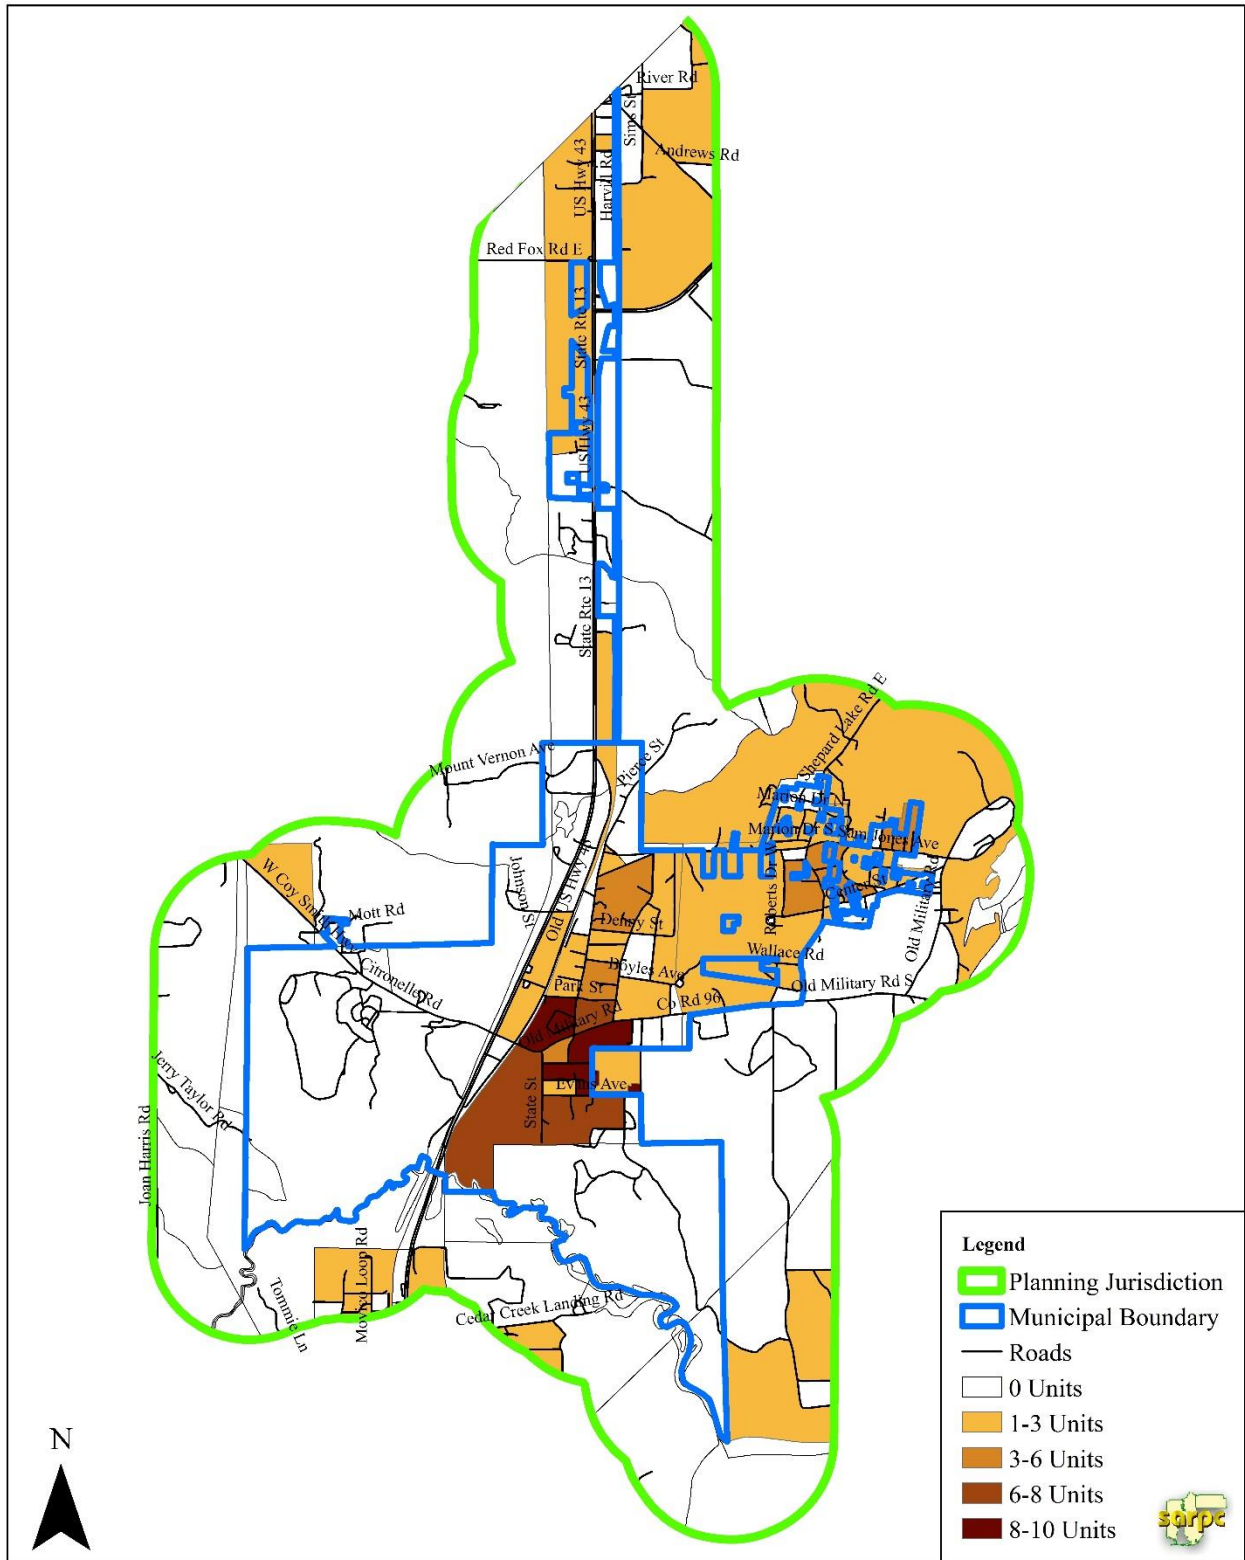 River Rd
Sims St
Andrews Rd
US Hwy 43
Harvill Rd
Red Fox Rd E
State Rte 13
US Hwy 43
State Rte 13
Mount Vernon Ave
Pierce St
Shepard Lake Rd E
Marion Dr N
Marion Dr S
Sam Jones Ave
Johnson St
Old US Hwy 43
W Coy Smith Hwy
Mott Rd
Denny St
Roberts Dr W
Center St
Old Military Rd
Citronelle Rd
Boyles Ave
Wallace Rd
Park St
Co Rd 96
Old Military Rd S
Old Military Rd
Jerry Taylor Rd
Joan Harris Rd
State St
Evans Ave
Tommie Ln
Movico Loop Rd
Cedar Creek Landing Rd
N
Legend
Planning Jurisdiction
Municipal Boundary
Roads
0 Units
1-3 Units
3-6 Units
6-8 Units
8-10 Units
sarpc